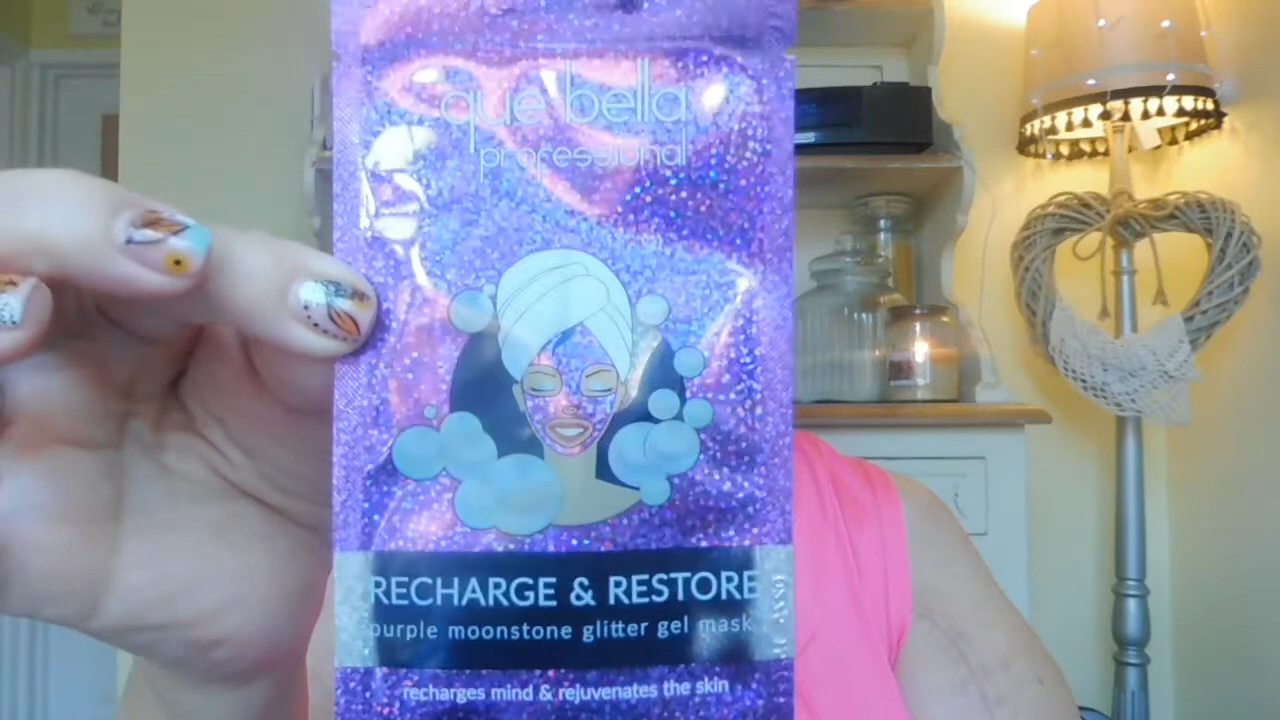 que bella
professional
RECHARGE & RESTORE
purple moonstone glitter gel mask
recharges mind & rejuvenates the skin